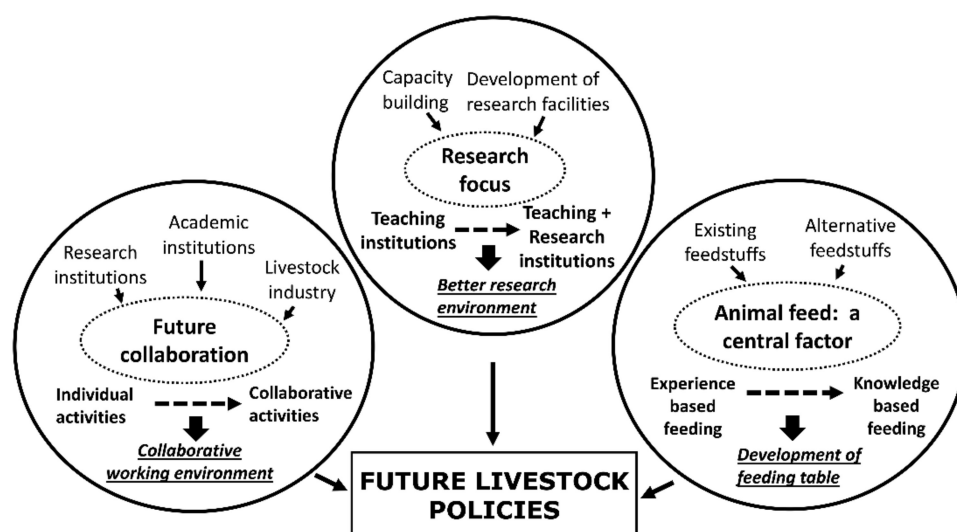 Capacity
building
Development of
research facilities
Research
focus
Teaching
institutions
Teaching +
Research
institutions
Better research
environment
Research
institutions
Academic
institutions
Livestock
industry
Future
collaboration
Individual
activities
Collaborative
activities
Collaborative
working environment
Existing
feedstuffs
Alternative
feedstuffs
Animal feed: a
central factor
Experience
based
feeding
Knowledge
based
feeding
Development of
feeding table
FUTURE LIVESTOCK
POLICIES